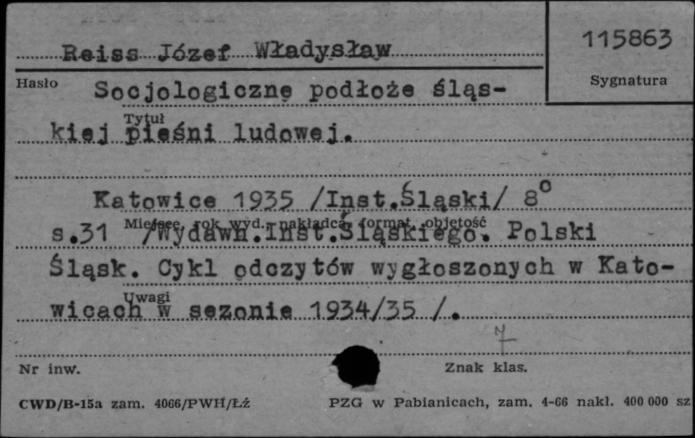 115863
Reiss Józef Władysław
Sygnatura
Hasło
Socjologiczne podłoże śląs-
Tytuł
kiej pieśni ludowej.
Katowice 1935 /Inst.Śląski/ 8°
Miejsce, rok wyd., nakładca, format, objętość
s.31 /Wydawn.Inst.Śląskiego. Polski
Śląsk. Cykl odczytów wygłoszonych w Kato-
Uwagi
wicach w sezonie 1934/35 /.
7
Nr inw.
Znak klas.
CWD/B-15a zam. 4066/PWH/Łź
PZG w Pabianicach, zam. 4-66 nakł. 400 000 sz